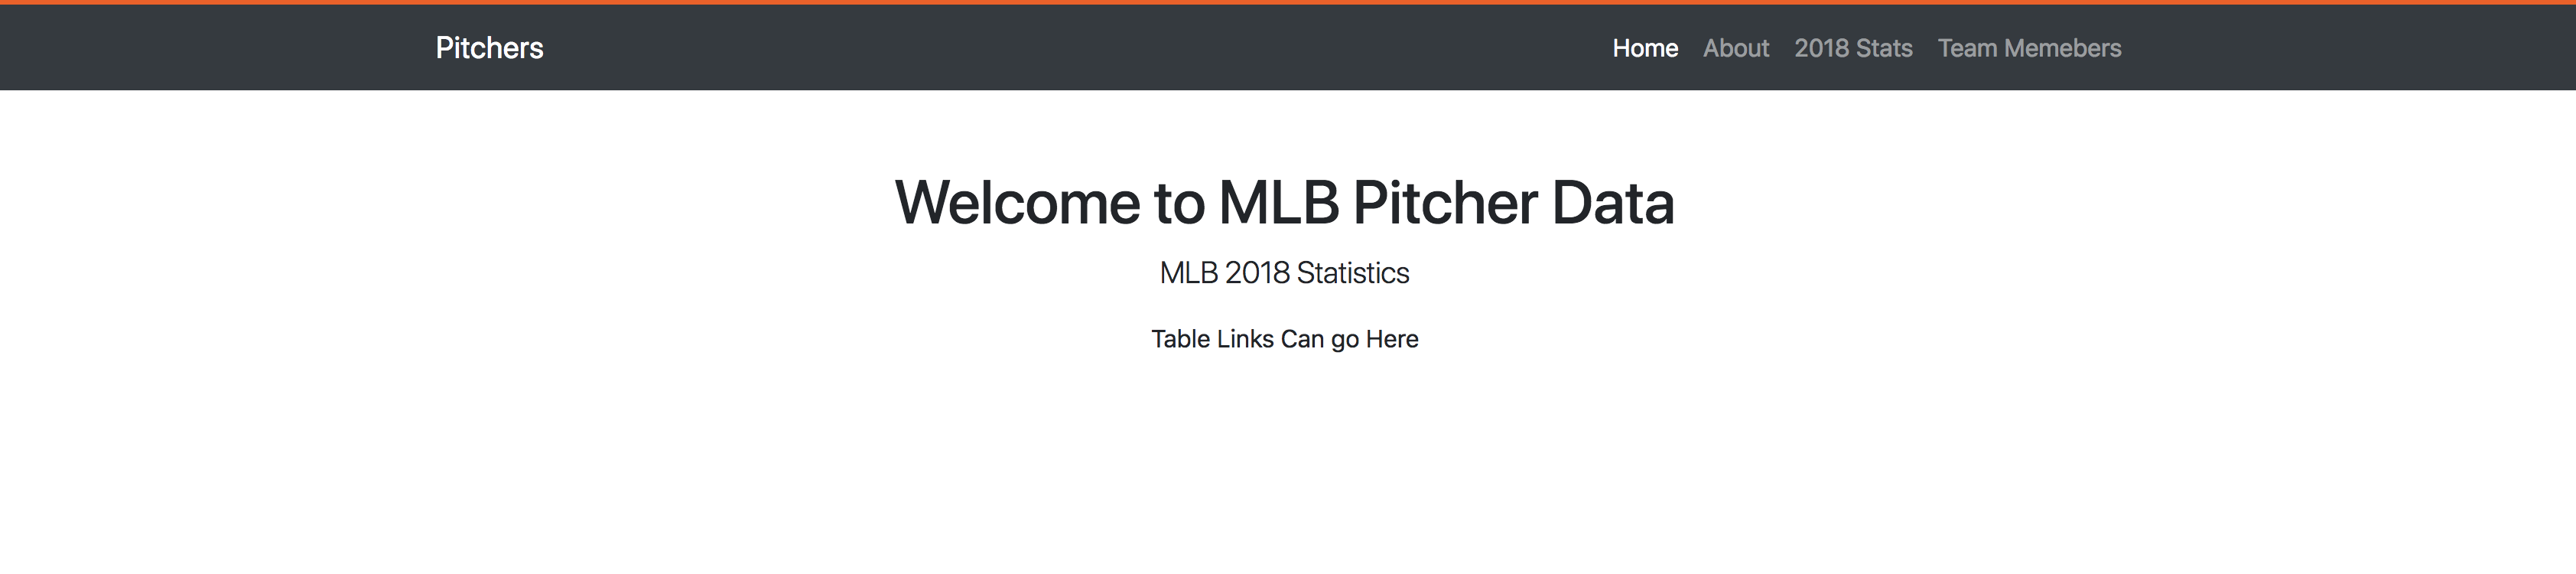 Pitchers Home About 2018 Stats Team Memebers
Welcome to MLB Pitcher Data
MLB 2018 Statistics
Table Links Can go Here